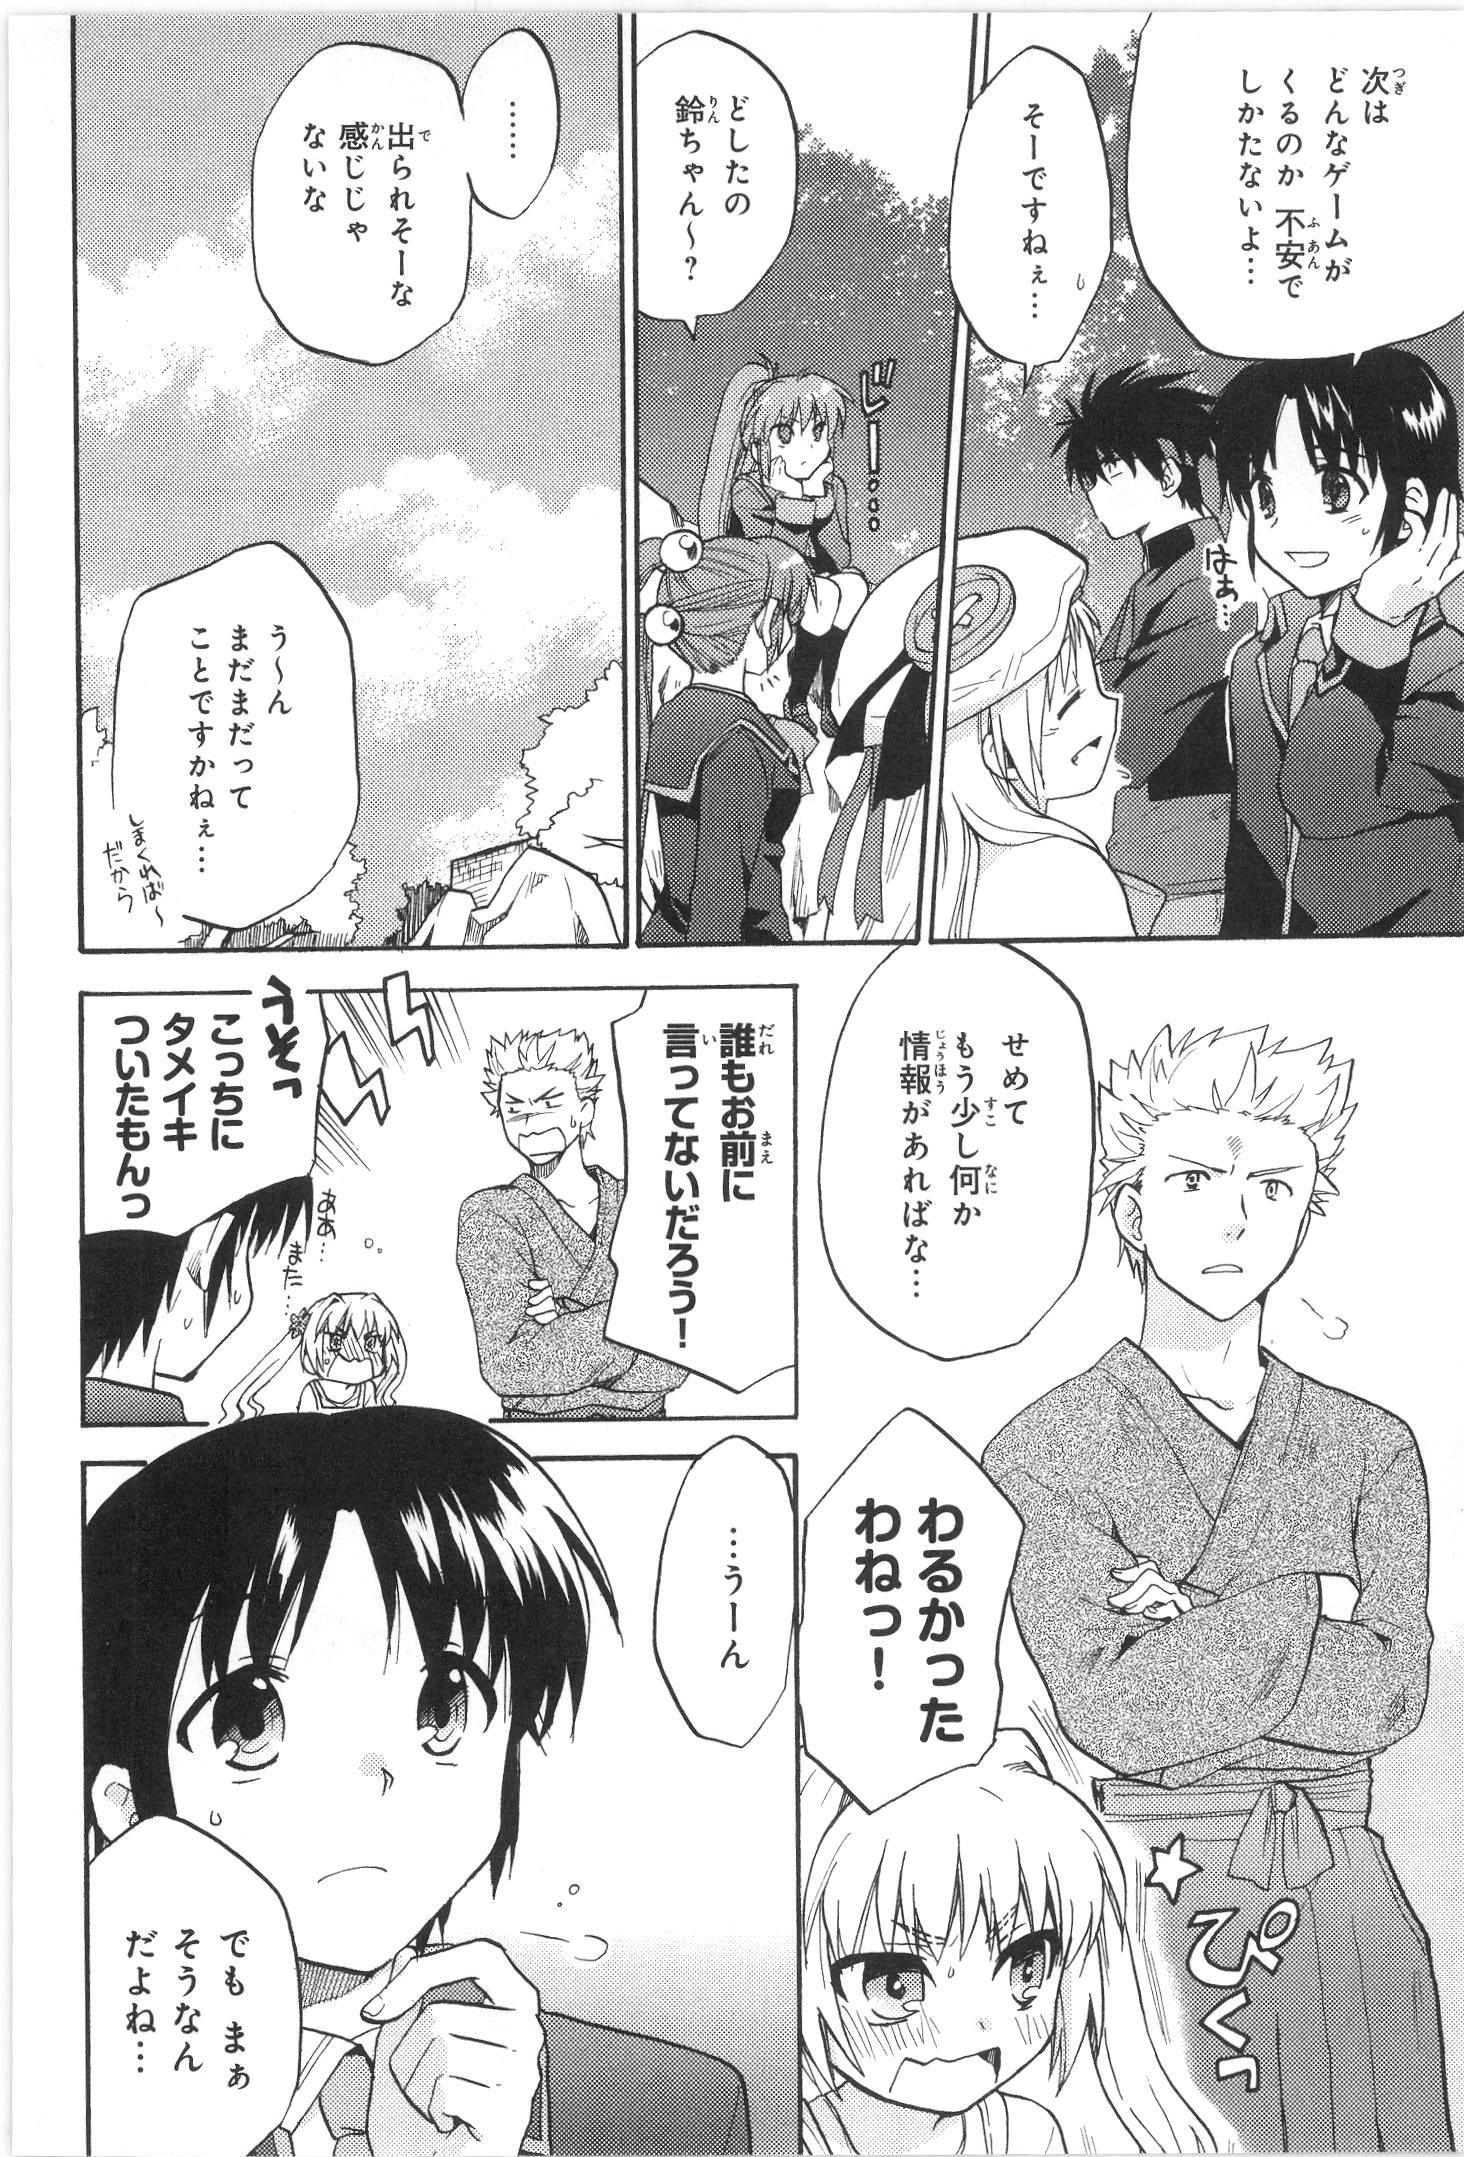 次は
どんなゲームが
くるのか 不安で
しかたないよ…
そーですねぇ…
はぁ…
どしたの
鈴ちゃん～？
じー…
……
出られそーな
感じじゃ
ないな
う～ん
まだまだって
ことですかねぇ…
しまくれば～
だから
せめて
もう少し何か
情報があればな…
わるかった
わねっ！
ぴくっ
誰もお前に
言ってないだろう！
うそっ
こっちに
タメイキ
ついたもんっ
ああ…
また…
…うーん
でも まぁ
そうなん
だよね…